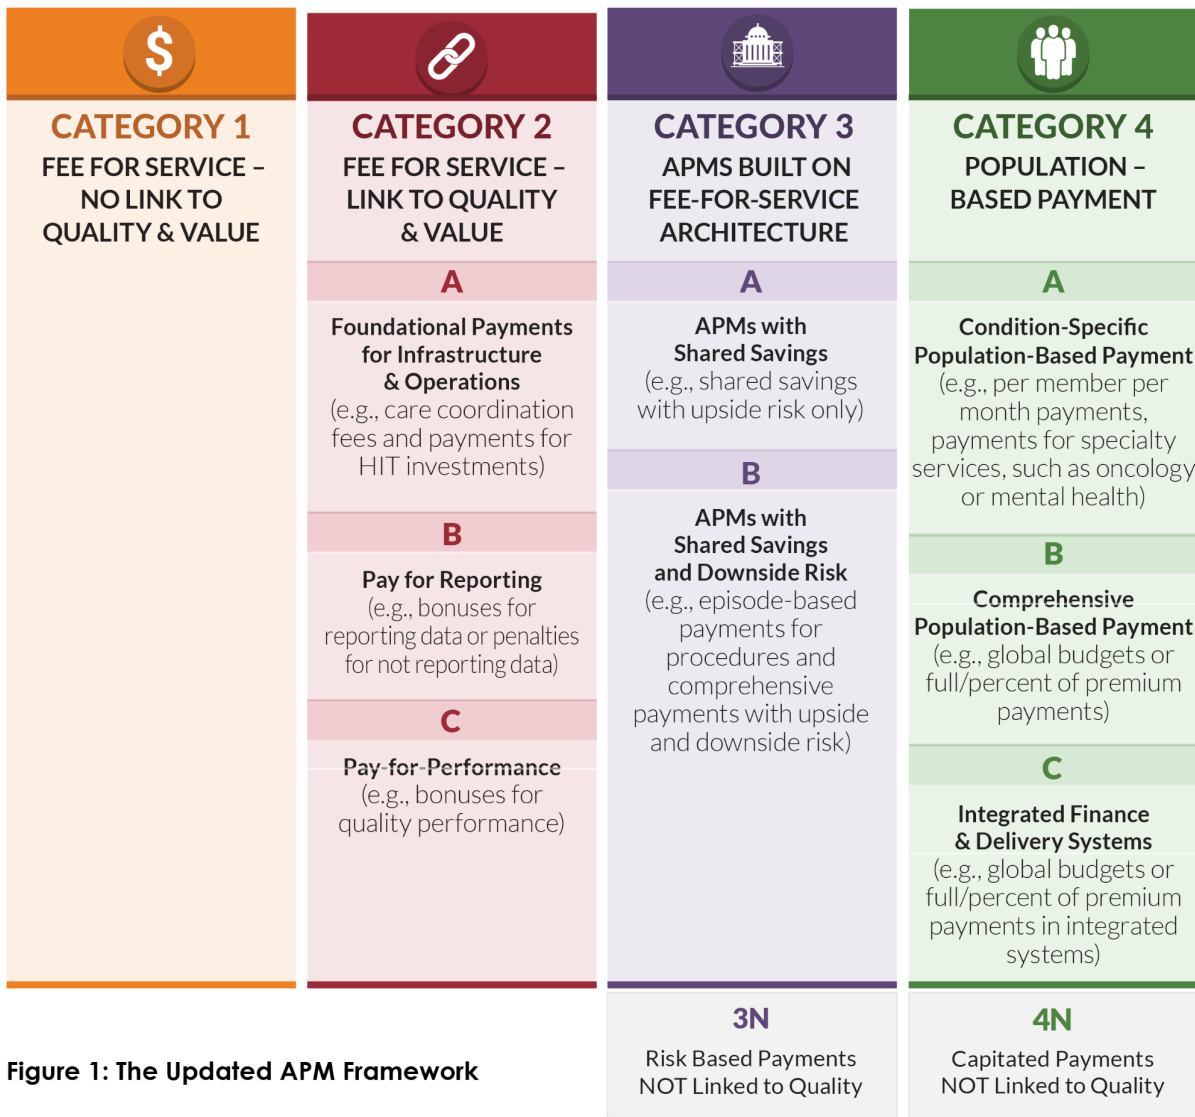 $
CATEGORY 1
FEE FOR SERVICE –
NO LINK TO
QUALITY & VALUE
CATEGORY 2
FEE FOR SERVICE –
LINK TO QUALITY
& VALUE
A
Foundational Payments
for Infrastructure
& Operations
(e.g., care coordination
fees and payments for
HIT investments)
B
Pay for Reporting
(e.g., bonuses for
reporting data or penalties
for not reporting data)
C
Pay-for-Performance
(e.g., bonuses for
quality performance)
CATEGORY 3
APMS BUILT ON
FEE-FOR-SERVICE
ARCHITECTURE
A
APMs with
Shared Savings
(e.g., shared savings
with upside risk only)
B
APMs with
Shared Savings
and Downside Risk
(e.g., episode-based
payments for
procedures and
comprehensive
payments with upside
and downside risk)
3N
Risk Based Payments
NOT Linked to Quality
CATEGORY 4
POPULATION –
BASED PAYMENT
A
Condition-Specific
Population-Based Payment
(e.g., per member per
month payments,
payments for specialty
services, such as oncology
or mental health)
B
Comprehensive
Population-Based Payment
(e.g., global budgets or
full/percent of premium
payments)
C
Integrated Finance
& Delivery Systems
(e.g., global budgets or
full/percent of premium
payments in integrated
systems)
4N
Capitated Payments
NOT Linked to Quality
Figure 1: The Updated APM Framework